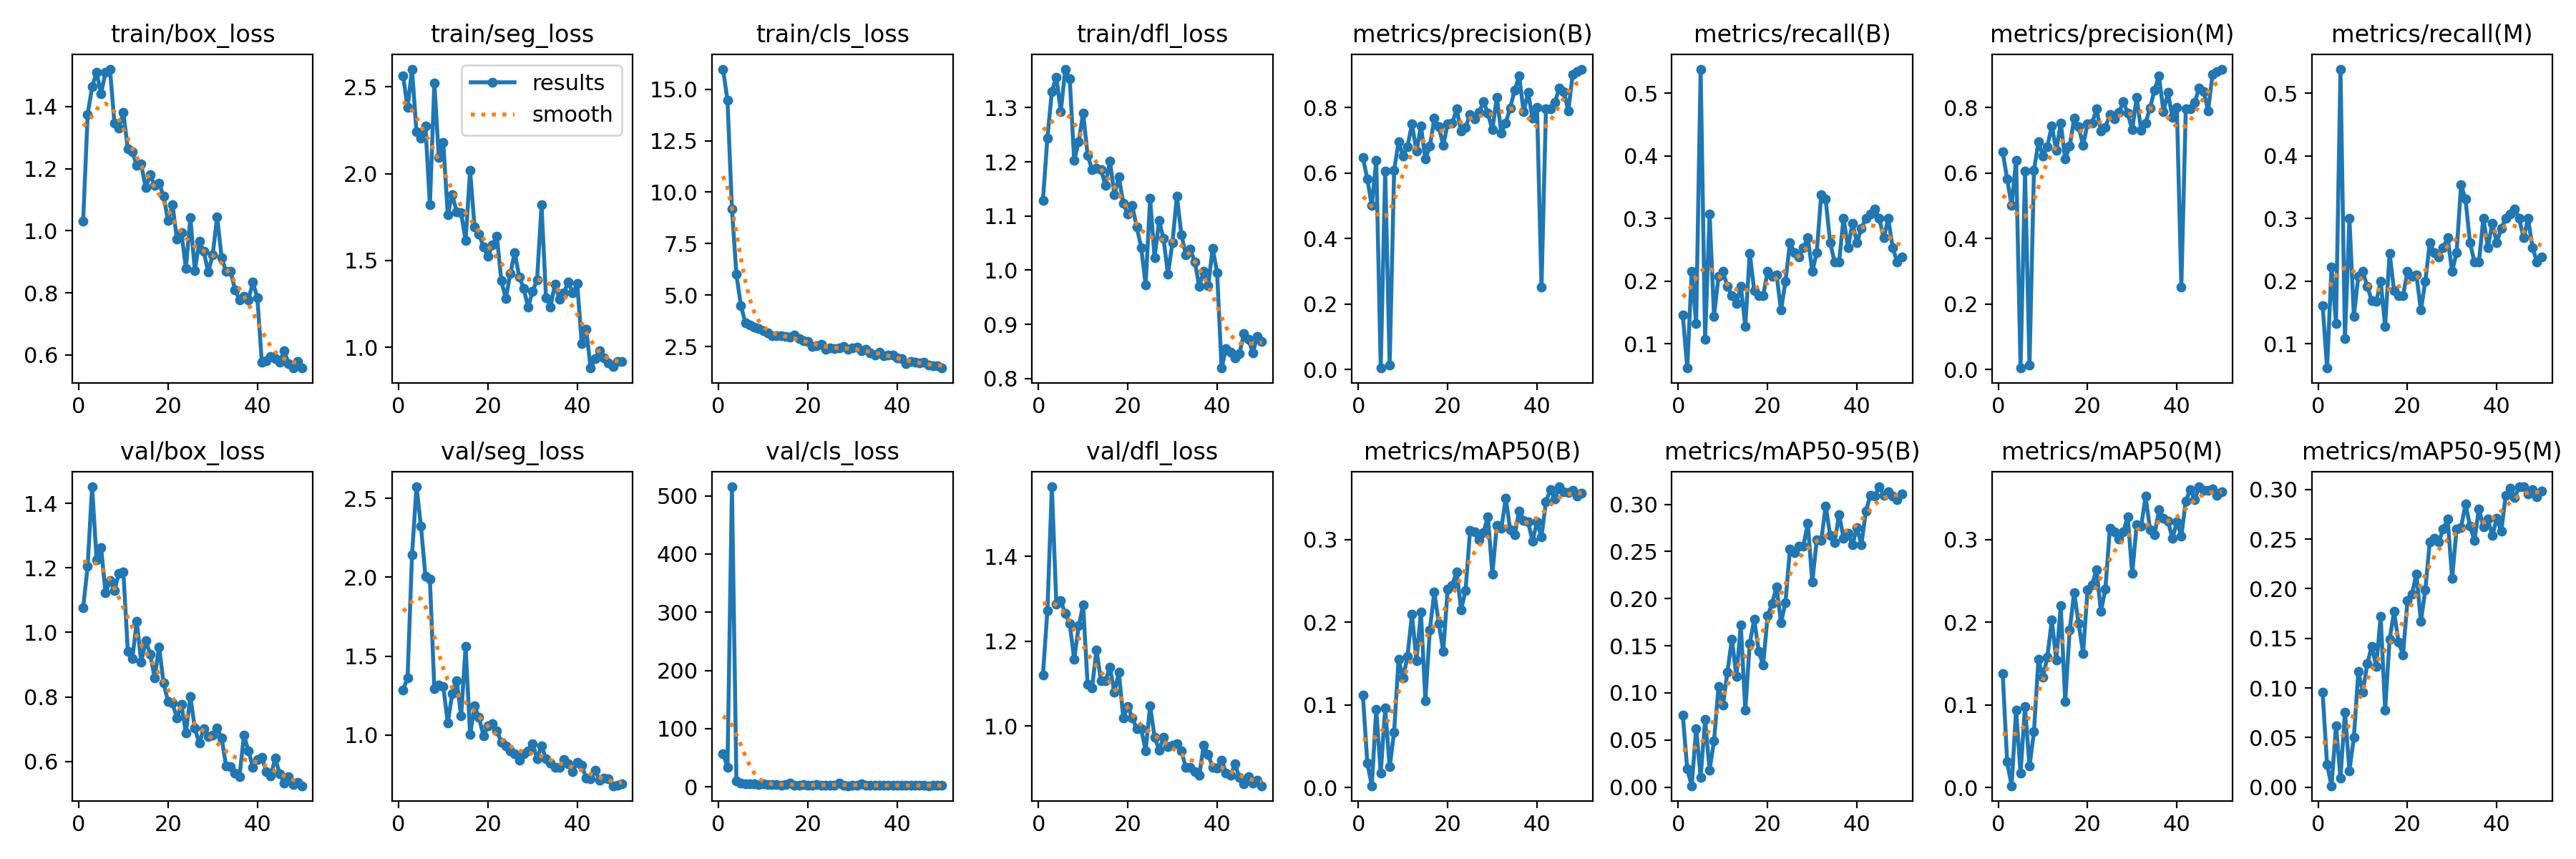 train/box_loss
train/seg_loss
train/cls_loss
train/dfl_loss
metrics/precision(B)
metrics/recall(B)
metrics/precision(M)
metrics/recall(M)
results
smooth
1.4
1.2
1.0
0.8
0.6
0 20 40
2.5
2.0
1.5
1.0
0 20 40
15.0
12.5
10.0
7.5
5.0
2.5
0 20 40
1.3
1.2
1.1
1.0
0.9
0.8
0 20 40
0.8
0.6
0.4
0.2
0.0
0 20 40
0.5
0.4
0.3
0.2
0.1
0 20 40
0.8
0.6
0.4
0.2
0.0
0 20 40
0.5
0.4
0.3
0.2
0.1
0 20 40
val/box_loss
val/seg_loss
val/cls_loss
val/dfl_loss
metrics/mAP50(B)
metrics/mAP50-95(B)
metrics/mAP50(M)
metrics/mAP50-95(M)
1.4
1.2
1.0
0.8
0.6
0 20 40
2.5
2.0
1.5
1.0
0 20 40
500
400
300
200
100
0
0 20 40
1.4
1.2
1.0
0 20 40
0.3
0.2
0.1
0.0
0 20 40
0.30
0.25
0.20
0.15
0.10
0.05
0.00
0 20 40
0.3
0.2
0.1
0.0
0 20 40
0.30
0.25
0.20
0.15
0.10
0.05
0.00
0 20 40